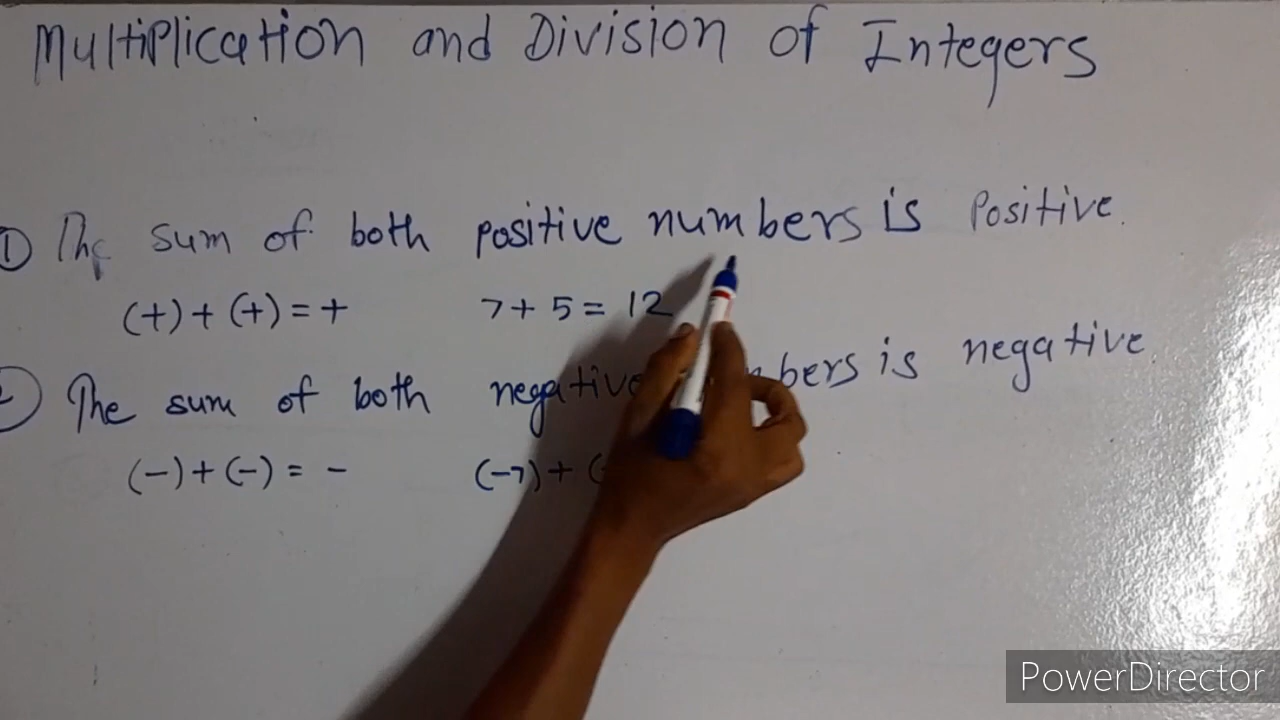 Multiplication and Division of Integers
① The sum of both positive numbers is Positive.
(+) + (+) = + 7 + 5 = 12
The sum of both negative is negative.
(-) + (-) = - (-7) + (
PowerDirector